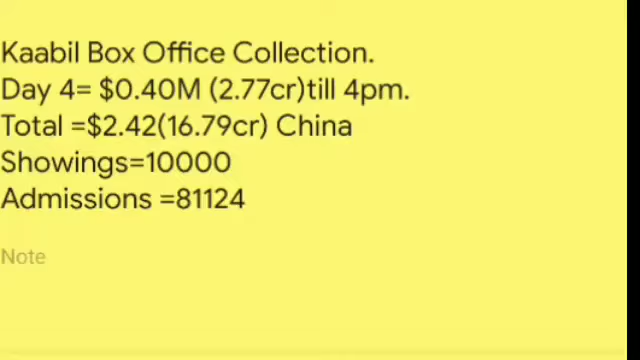 Kaabil Box Office Collection.
Day 4= $0.40M (2.77cr)till 4pm.
Total =$2.42(16.79cr) China
Showings=10000
Admissions =81124
Note